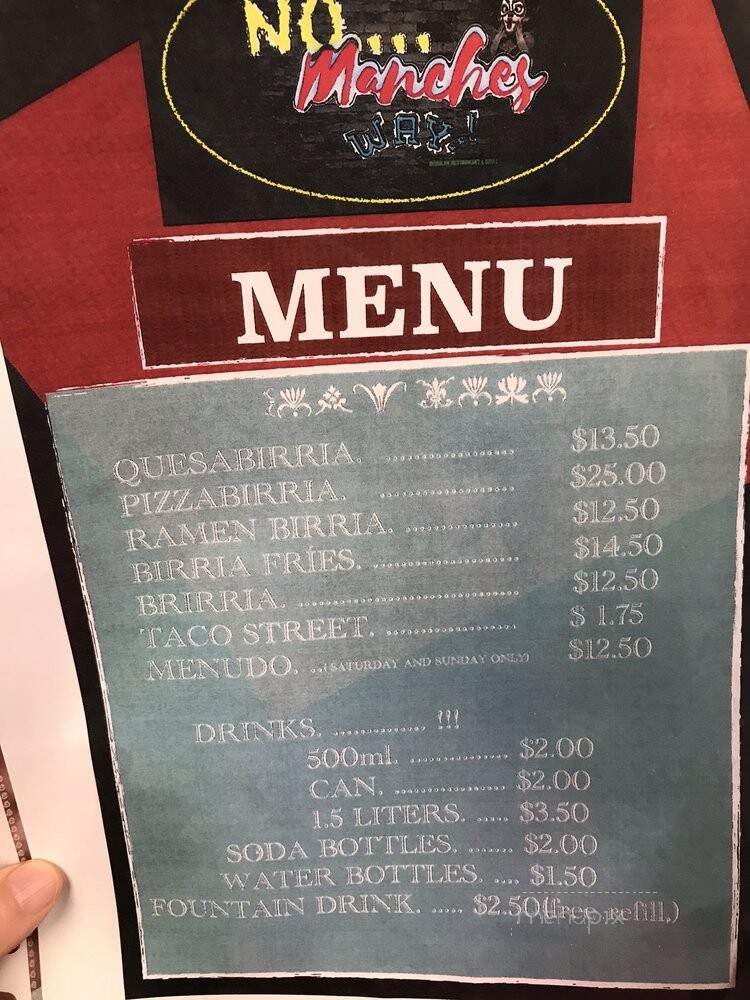 NO...
Manches
WAY.!
MENU
QUESABIRRIA. .................... $13.50
PIZZABIRRIA. .................... $25.00
RAMEN BIRRIA. ................. $12.50
BIRRIA FRÍES. ..................... $14.50
BRIRRIA. ................................ $12.50
TACO STREET. ................... $ 1.75
MENUDO. ...(SATURDAY AND SUNDAY ONLY) $12.50
DRINKS. .............. !!!
500ml. ............... $2.00
CAN. ................. $2.00
1.5 LITERS. ..... $3.50
SODA BOTTLES. ....... $2.00
WATER BOTTLES. .... $1.50
FOUNTAIN DRINK. ..... $2.50(free refill.)
menupix